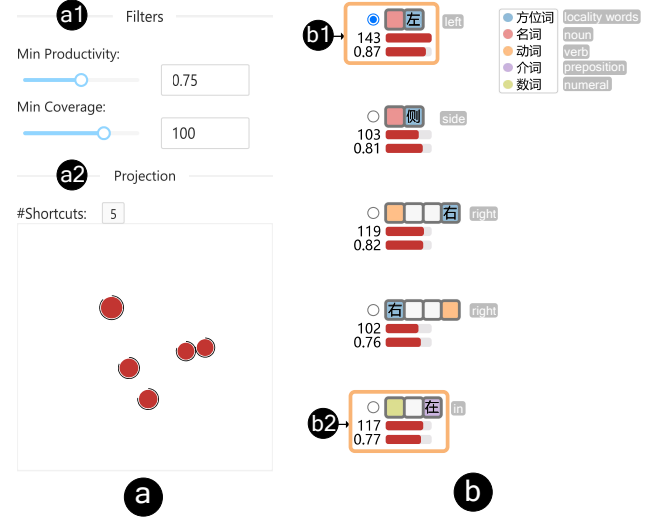 a1 Filters
Min Productivity:
0.75
Min Coverage:
100
a2 Projection
#Shortcuts: 5
a
b1
左 left
143
0.87
侧 side
103
0.81
右 right
119
0.82
右 right
102
0.76
b2
在 in
117
0.77
方位词 locality words
名词 noun
动词 verb
介词 preposition
数词 numeral
b